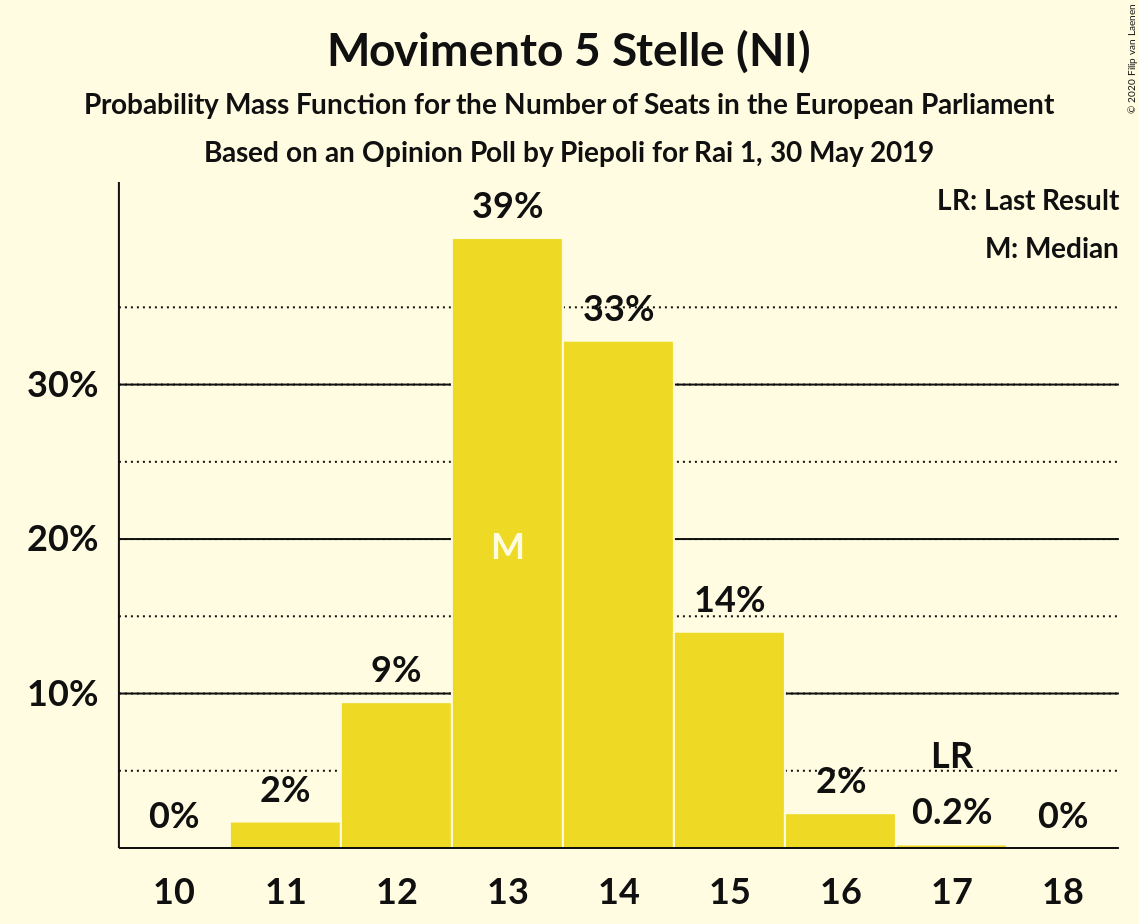 Movimento 5 Stelle (NI)
Probability Mass Function for the Number of Seats in the European Parliament
Based on an Opinion Poll by Piepoli for Rai 1, 30 May 2019
© 2020 Filip van Laenen
LR: Last Result
M: Median
39%
33%
30%
M
20%
14%
9%
10%
LR
2%
2%
0%
0.2%
0%
10 11 12 13 14 15 16 17 18